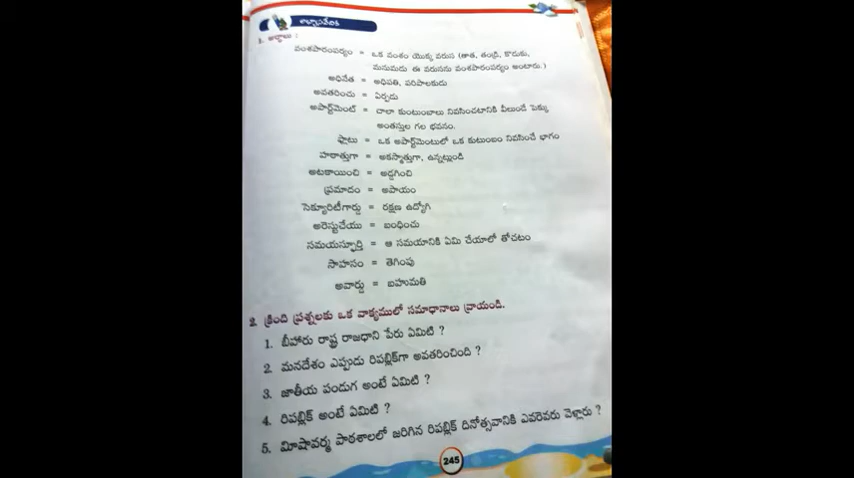 శబ్దాన్వేషిక
1. అర్థాలు :
వంశపారంపర్యం = ఒక వంశం యొక్క వరుస (తాత, తండ్రి, కొడుకు,
మనుమడు ఈ వరుసను వంశపారంపర్యం అంటారు.)
అధినేత = అధిపతి, పరిపాలకుడు
అవతరించు = ఏర్పడు
అపార్ట్‌మెంట్ = చాలా కుంటుంబాలు నివసించటానికి వీలుండే పెక్కు
అంతస్తుల గల భవనం.
ఫ్లాటు = ఒక అపార్ట్‌మెంటులో ఒక కుటుంబం నివసించే భాగం
హఠాత్తుగా = అకస్మాత్తుగా, ఉన్నట్లుండి
అటకాయించి = అడ్డగించి
ప్రమాదం = అపాయం
సెక్యూరిటీగార్డు = రక్షణ ఉద్యోగి
అరెస్టుచేయు = బంధించు
సమయస్ఫూర్తి = ఆ సమయానికి ఏమి చేయాలో తోచటం
సాహసం = తెగింపు
అవార్డు = బహుమతి
2. క్రింది ప్రశ్నలకు ఒక వాక్యములో సమాధానాలు వ్రాయండి.
1. బీహారు రాష్ట్ర రాజధాని పేరు ఏమిటి ?
2. మనదేశం ఎప్పుడు రిపబ్లిక్‌గా అవతరించింది ?
3. జాతీయ పండుగ అంటే ఏమిటి ?
4. రిపబ్లిక్ అంటే ఏమిటి ?
5. మిాషావర్మ పాఠశాలలో జరిగిన రిపబ్లిక్ దినోత్సవానికి ఎవరెవరు వెళ్లారు ?
245